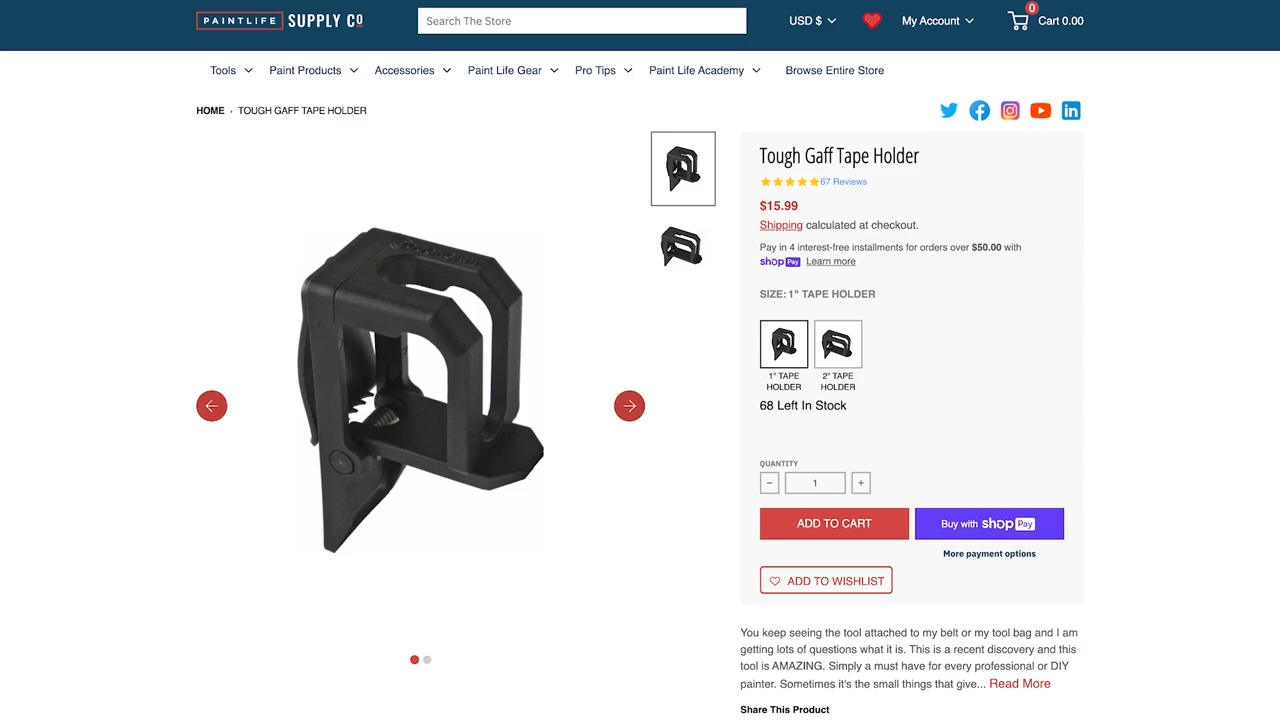 PAINTLIFE SUPPLY CO
Search The Store
USD $
My Account
0
Cart 0.00
Tools
Paint Products
Accessories
Paint Life Gear
Pro Tips
Paint Life Academy
Browse Entire Store
HOME › TOUGH GAFF TAPE HOLDER
Tough Gaff Tape Holder
67 Reviews
$15.99
Shipping calculated at checkout.
Pay in 4 interest-free installments for orders over $50.00 with
shop Pay Learn more
SIZE: 1" TAPE HOLDER
1" TAPE
HOLDER
2" TAPE
HOLDER
68 Left In Stock
QUANTITY
− 1 +
ADD TO CART
Buy with shop Pay
More payment options
ADD TO WISHLIST
You keep seeing the tool attached to my belt or my tool bag and I am
getting lots of questions what it is. This is a recent discovery and this
tool is AMAZING. Simply a must have for every professional or DIY
painter. Sometimes it's the small things that give... Read More
Share This Product